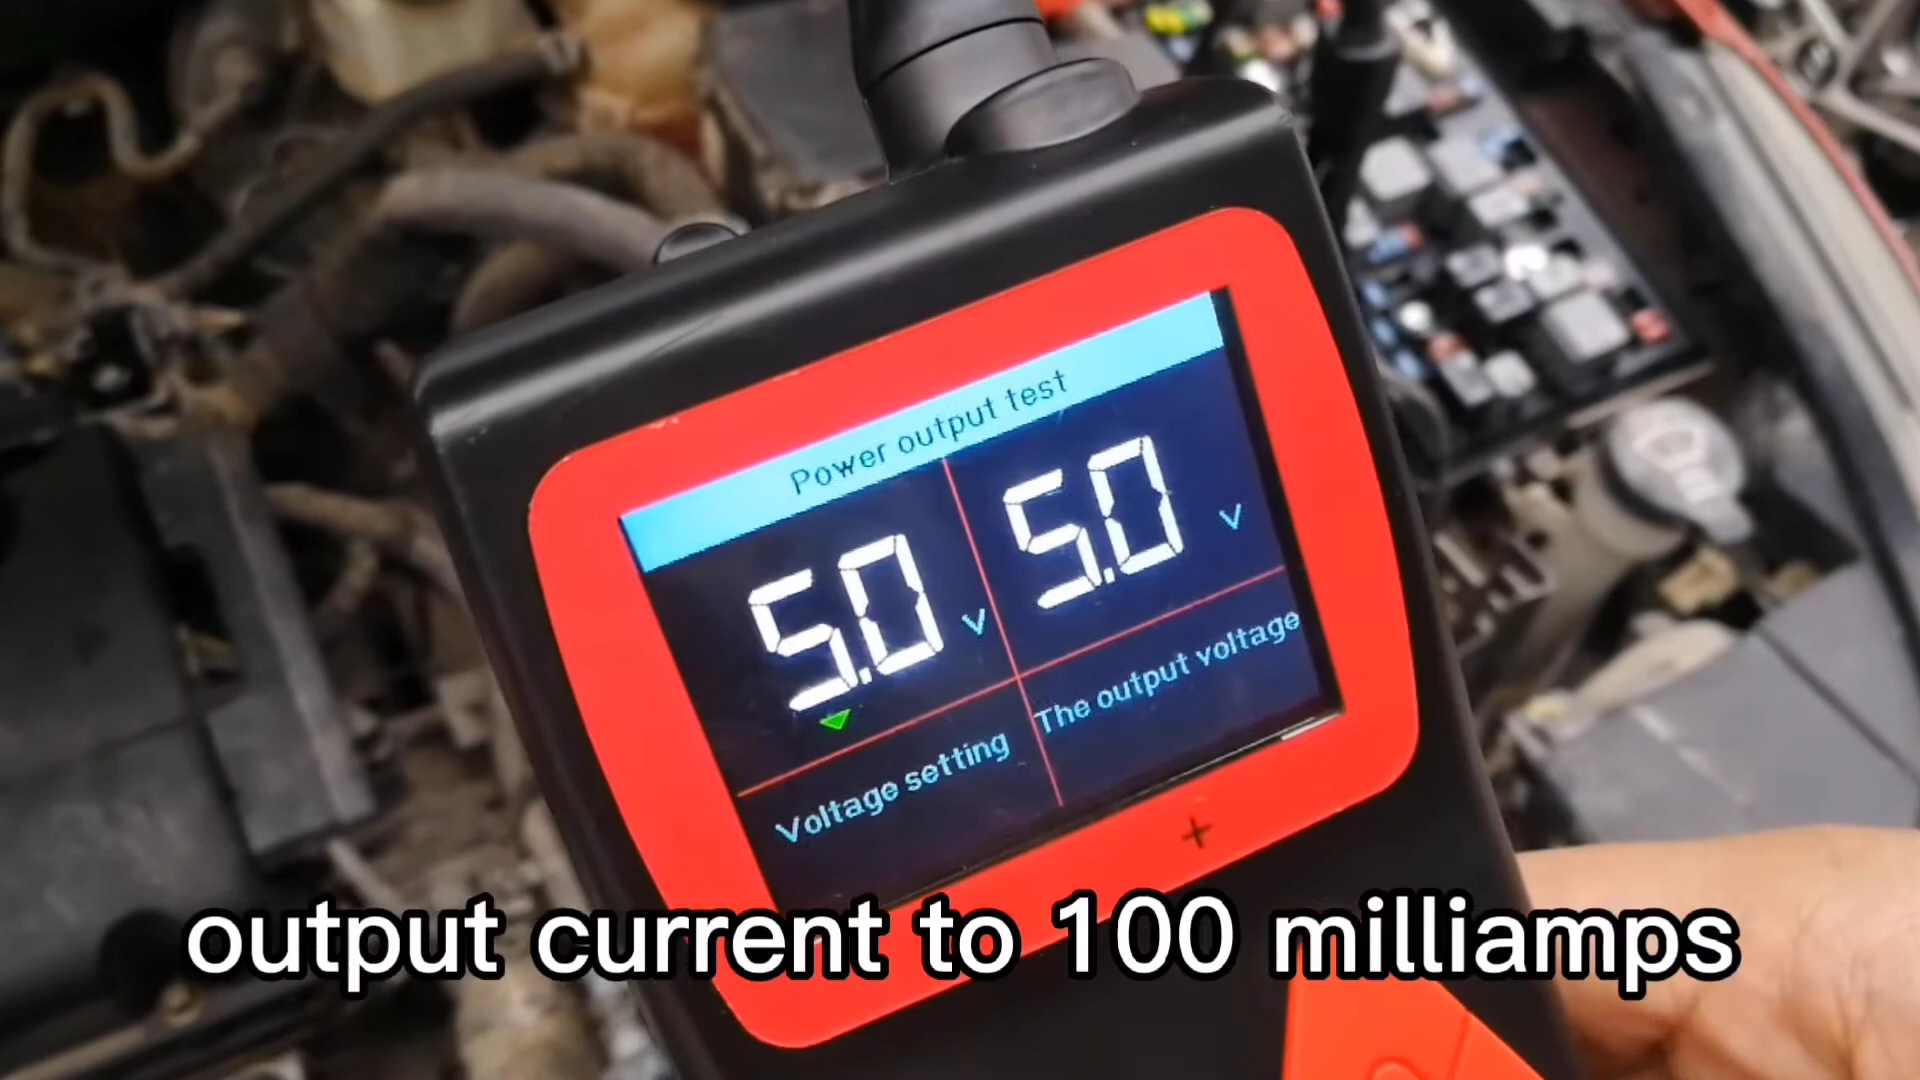 Power output test
5.0 V
5.0 V
Voltage setting
The output voltage
+
output current to 100 milliamps